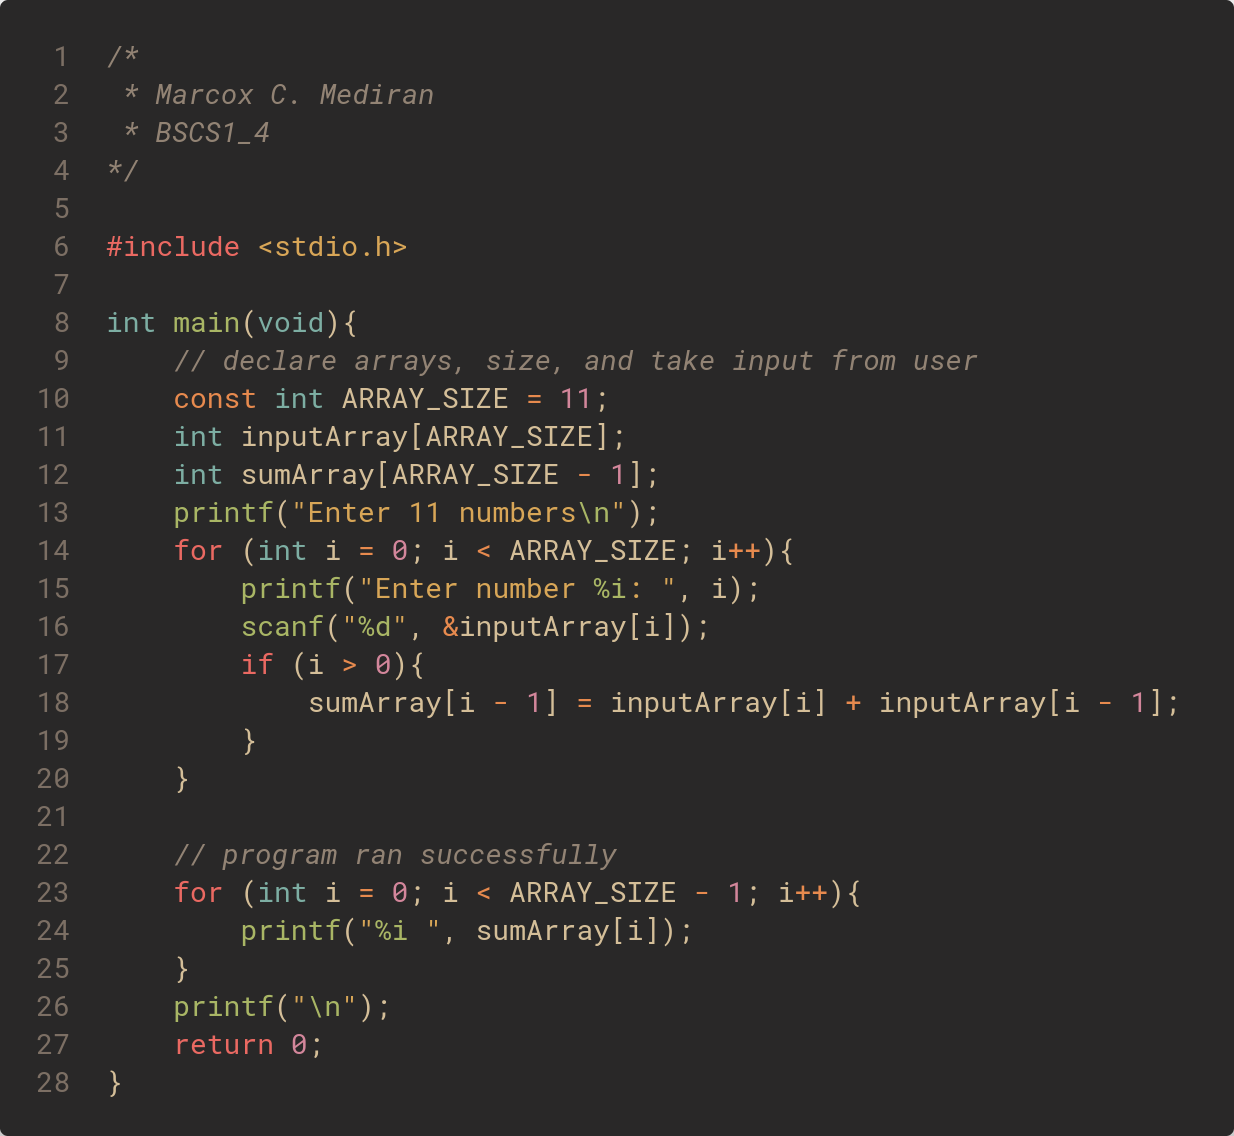 1 /*
2  * Marcox C. Mediran
3  * BSCS1_4
4 */
5
6 #include <stdio.h>
7
8 int main(void){
9     // declare arrays, size, and take input from user
10     const int ARRAY_SIZE = 11;
11     int inputArray[ARRAY_SIZE];
12     int sumArray[ARRAY_SIZE - 1];
13     printf("Enter 11 numbers\n");
14     for (int i = 0; i < ARRAY_SIZE; i++){
15         printf("Enter number %i: ", i);
16         scanf("%d", &inputArray[i]);
17         if (i > 0){
18             sumArray[i - 1] = inputArray[i] + inputArray[i - 1];
19         }
20     }
21
22     // program ran successfully
23     for (int i = 0; i < ARRAY_SIZE - 1; i++){
24         printf("%i ", sumArray[i]);
25     }
26     printf("\n");
27     return 0;
28 }